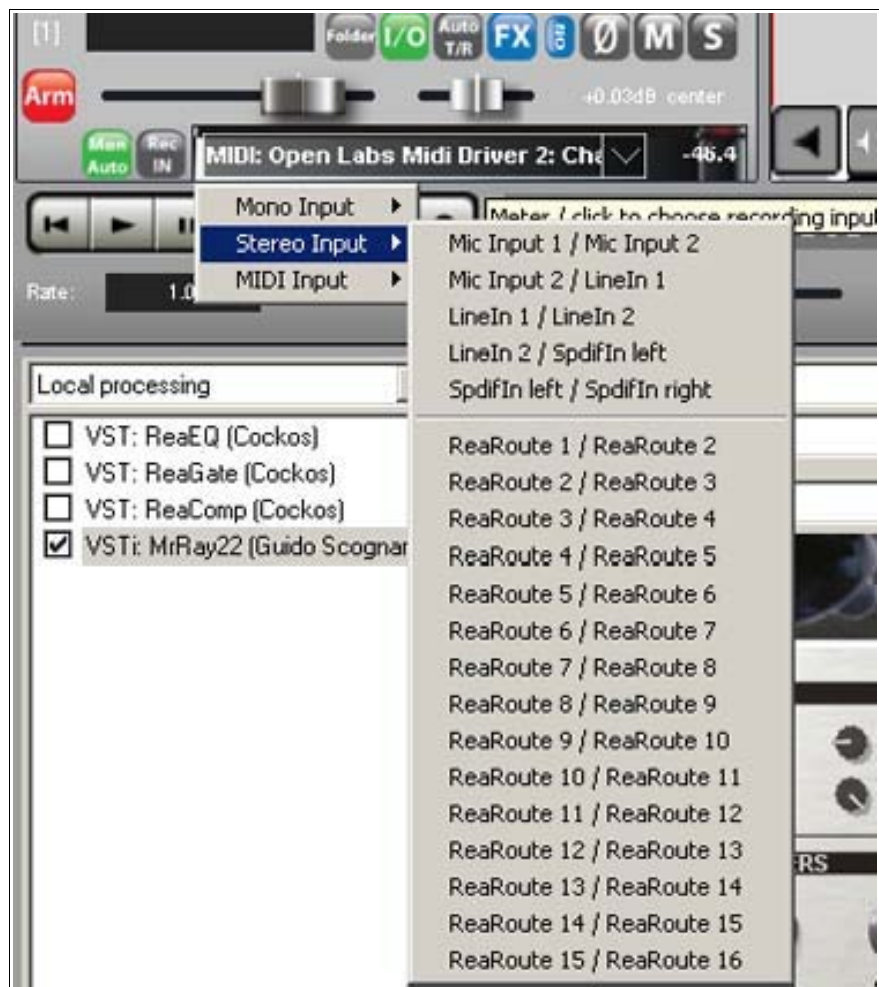 [1]
Folder I/O Auto T/R FX ISO Ø M S
Arm
+0.03dB center
Mon Auto
Rec IN
MIDI: Open Labs Midi Driver 2: Cha
-46.4
Mono Input
Stereo Input
MIDI Input
Meter / click to choose recording input
Rate: 1.0
Mic Input 1 / Mic Input 2
Mic Input 2 / LineIn 1
LineIn 1 / LineIn 2
LineIn 2 / SpdifIn left
SpdifIn left / SpdifIn right
ReaRoute 1 / ReaRoute 2
ReaRoute 2 / ReaRoute 3
ReaRoute 3 / ReaRoute 4
ReaRoute 4 / ReaRoute 5
ReaRoute 5 / ReaRoute 6
ReaRoute 6 / ReaRoute 7
ReaRoute 7 / ReaRoute 8
ReaRoute 8 / ReaRoute 9
ReaRoute 9 / ReaRoute 10
ReaRoute 10 / ReaRoute 11
ReaRoute 11 / ReaRoute 12
ReaRoute 12 / ReaRoute 13
ReaRoute 13 / ReaRoute 14
ReaRoute 14 / ReaRoute 15
ReaRoute 15 / ReaRoute 16
Local processing
VST: ReaEQ (Cockos)
VST: ReaGate (Cockos)
VST: ReaComp (Cockos)
VSTi: MrRay22 (Guido Scognar
ERS